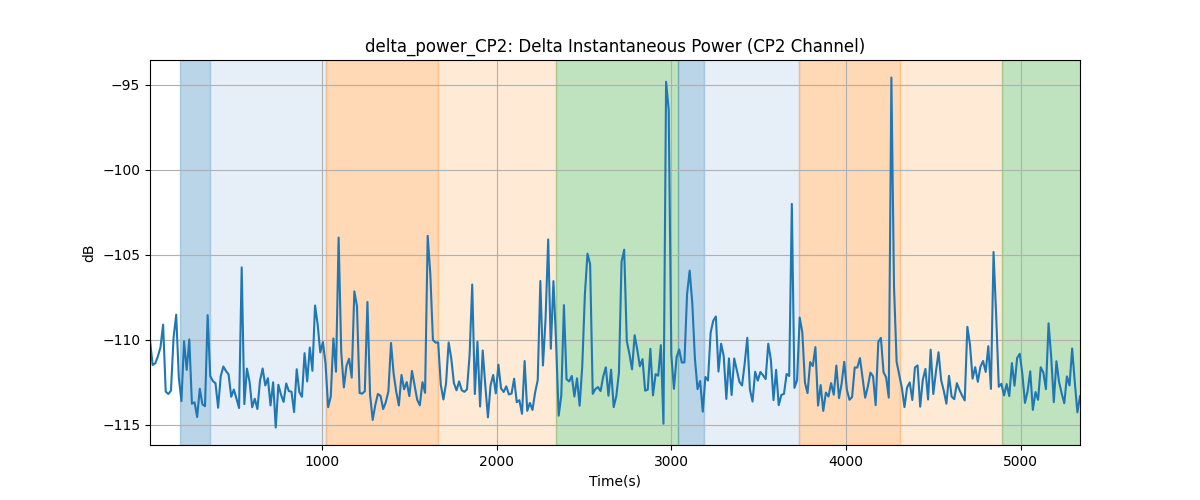 delta_power_CP2: Delta Instantaneous Power (CP2 Channel)
−95
−100
−105
−110
−115
dB
1000 2000 3000 4000 5000
Time(s)